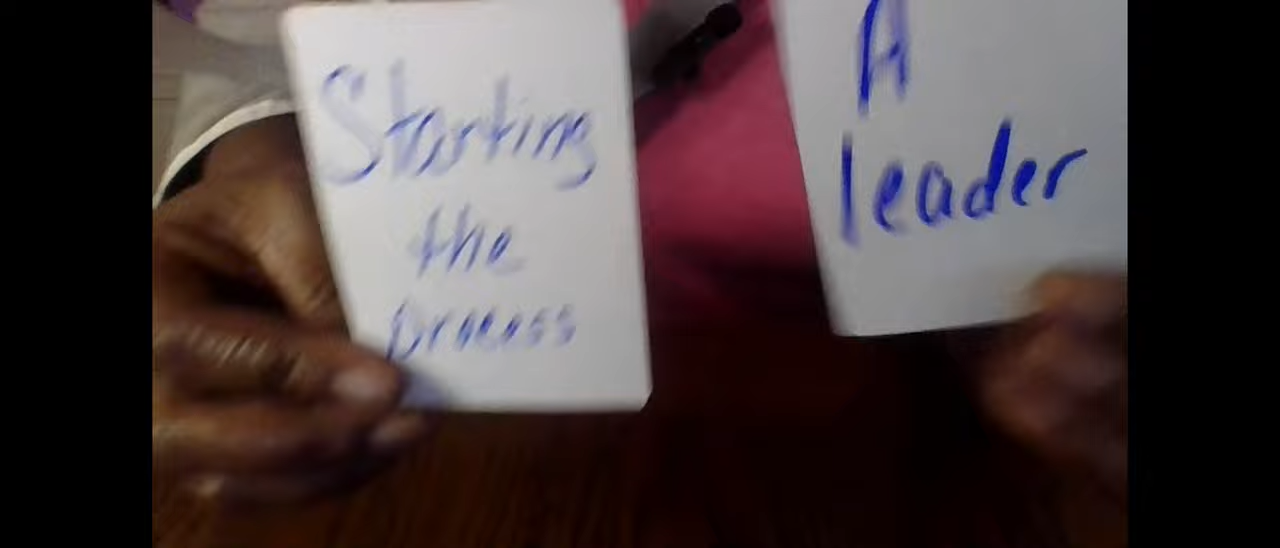 Starting
the
process
A
leader